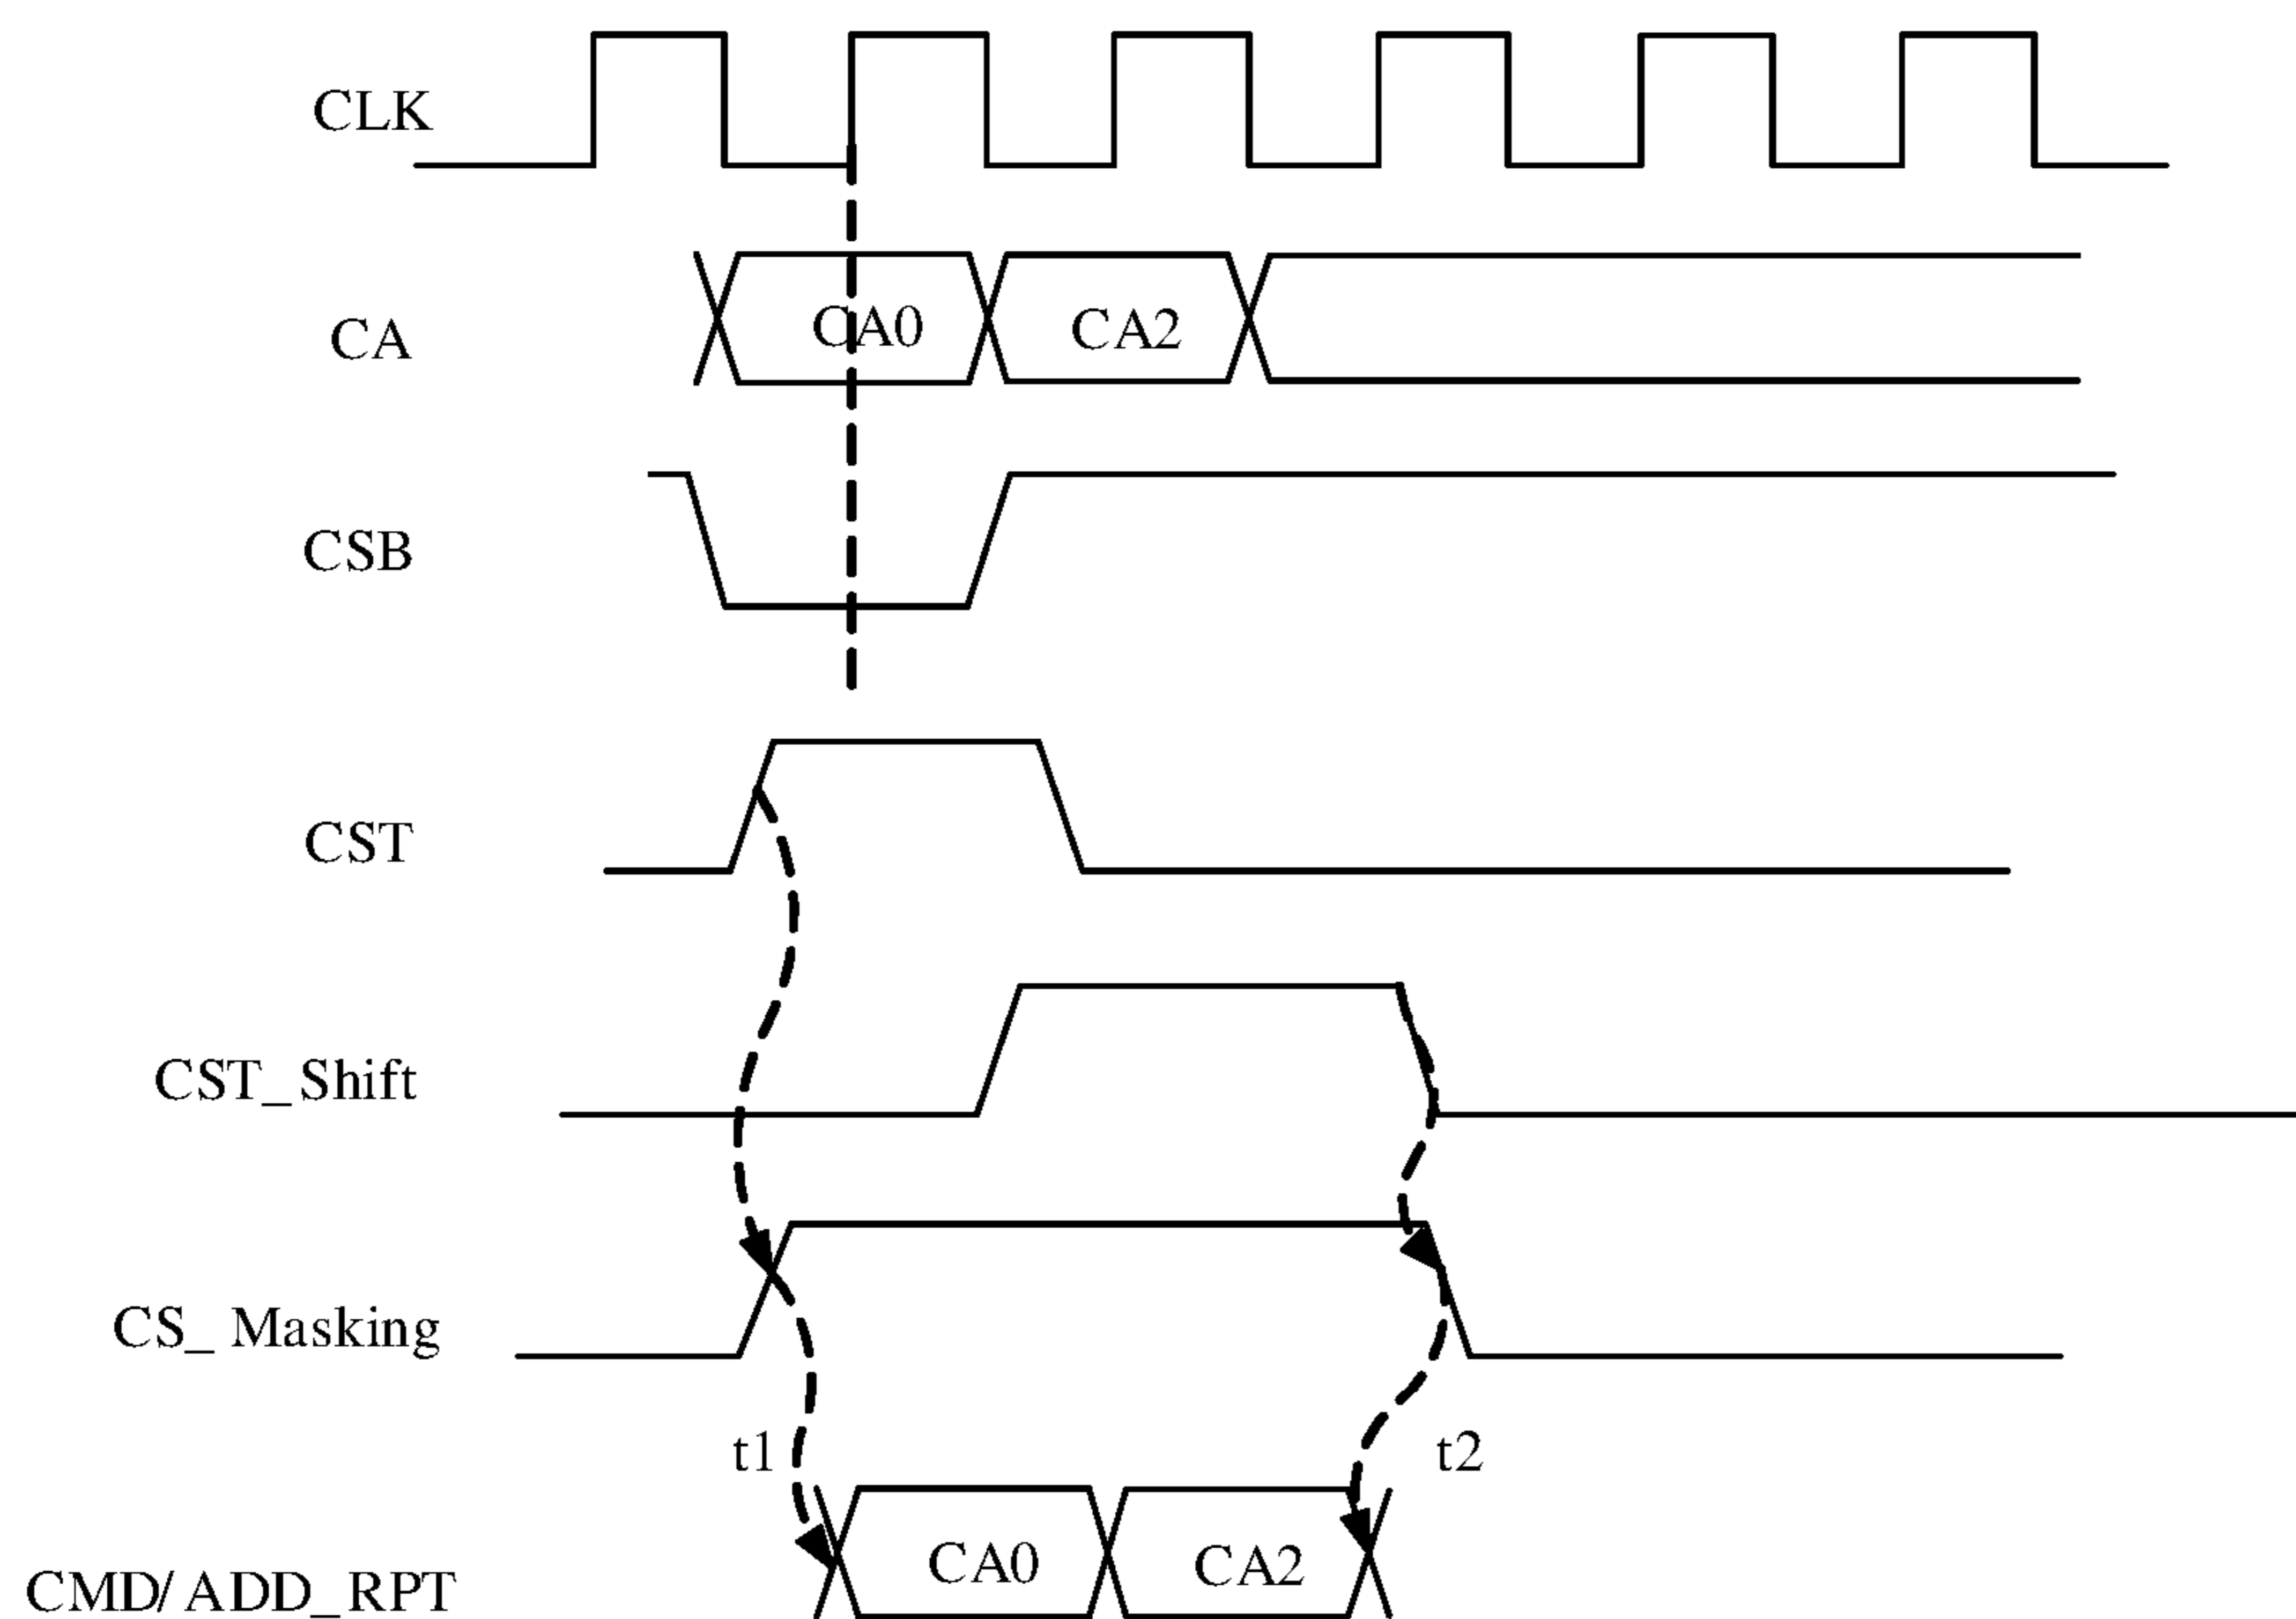 CLK
CA
CA0
CA2
CSB
CST
CST_Shift
CS_ Masking
t1
t2
CMD/ADD_RPT
CA0
CA2